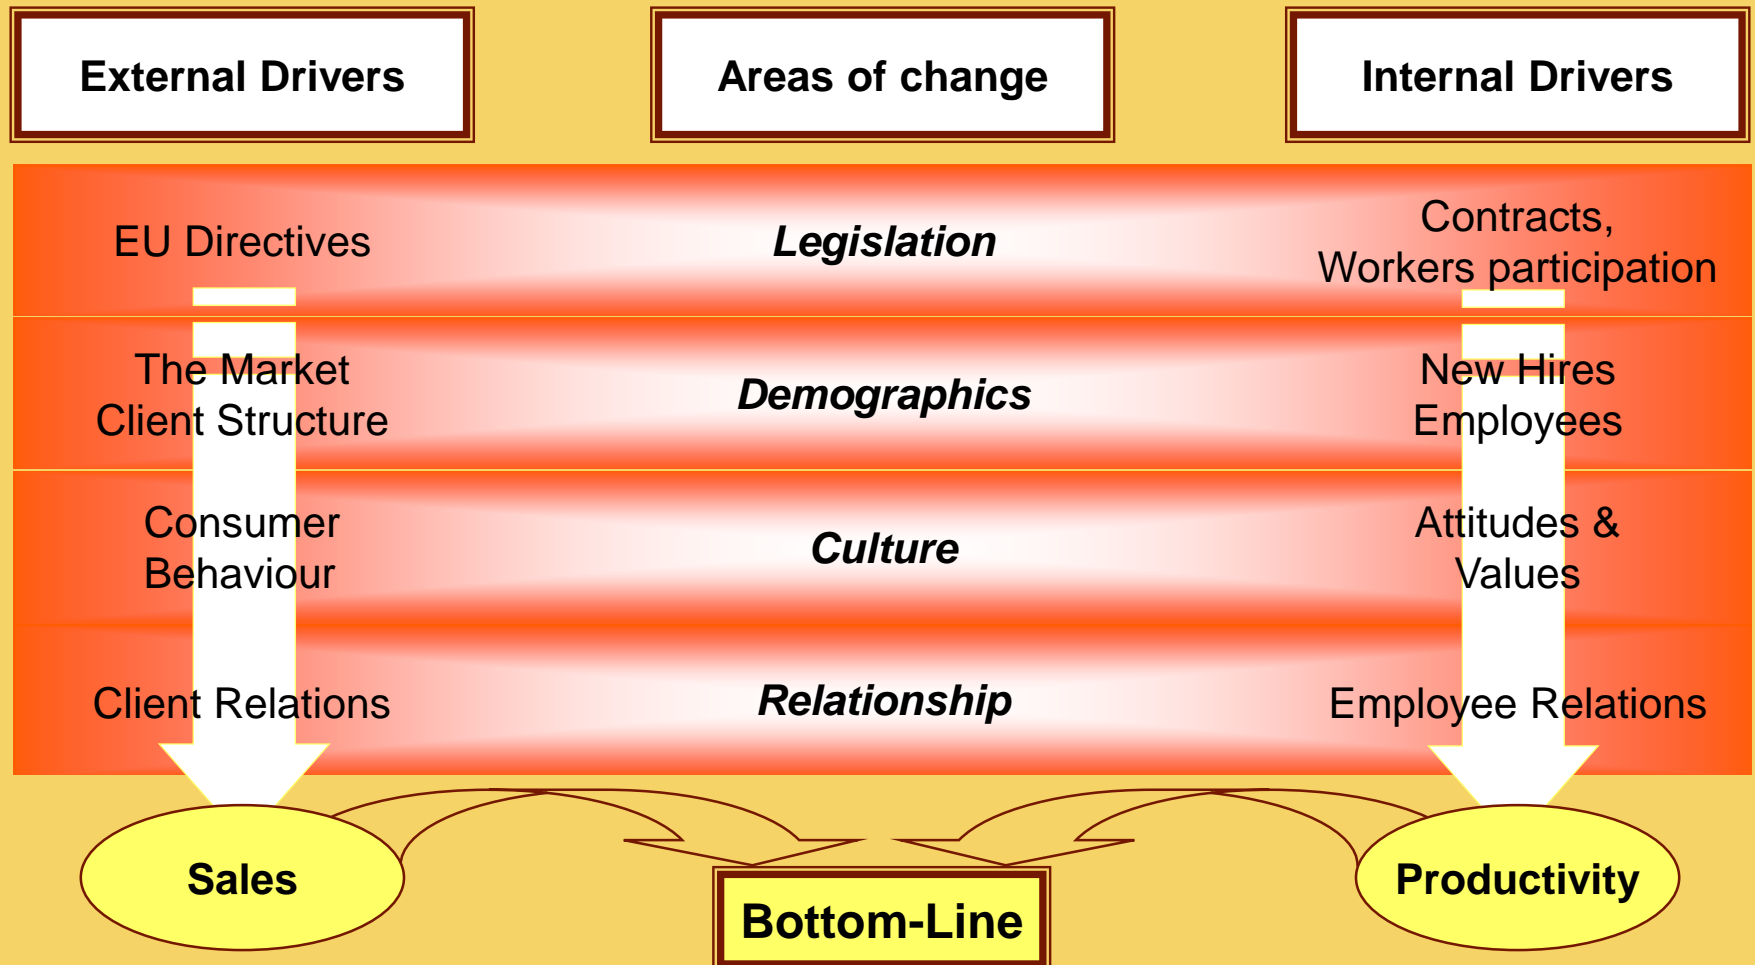 External Drivers
Areas of change
Internal Drivers
EU Directives
Legislation
Contracts,
Workers participation
The Market
Client Structure
Demographics
New Hires
Employees
Consumer
Behaviour
Culture
Attitudes &
Values
Client Relations
Relationship
Employee Relations
Sales
Bottom-Line
Productivity